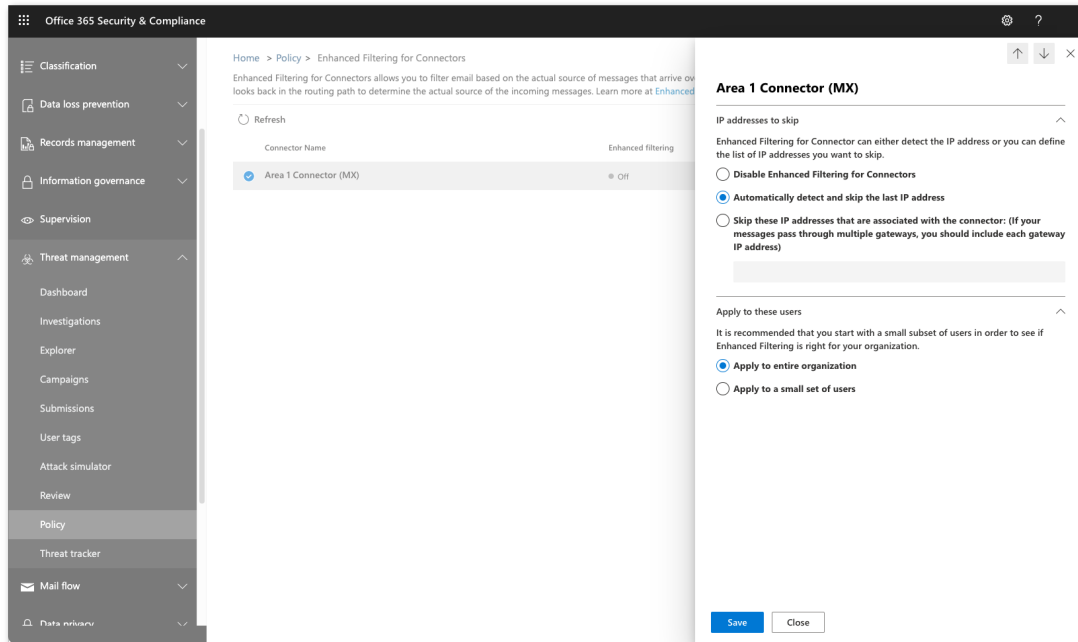 Office 365 Security & Compliance
?
Classification
Data loss prevention
Records management
Information governance
Supervision
Threat management
Dashboard
Investigations
Explorer
Campaigns
Submissions
User tags
Attack simulator
Review
Policy
Threat tracker
Mail flow
Data privacy
Home > Policy > Enhanced Filtering for Connectors
Enhanced Filtering for Connectors allows you to filter email based on the actual source of messages that arrive ov
looks back in the routing path to determine the actual source of the incoming messages. Learn more at Enhanced
Refresh
Connector Name Enhanced filtering
Area 1 Connector (MX) Off
Area 1 Connector (MX)
IP addresses to skip
Enhanced Filtering for Connector can either detect the IP address or you can define
the list of IP addresses you want to skip.
Disable Enhanced Filtering for Connectors
Automatically detect and skip the last IP address
Skip these IP addresses that are associated with the connector: (If your
messages pass through multiple gateways, you should include each gateway
IP address)
Apply to these users
It is recommended that you start with a small subset of users in order to see if
Enhanced Filtering is right for your organization.
Apply to entire organization
Apply to a small set of users
Save Close